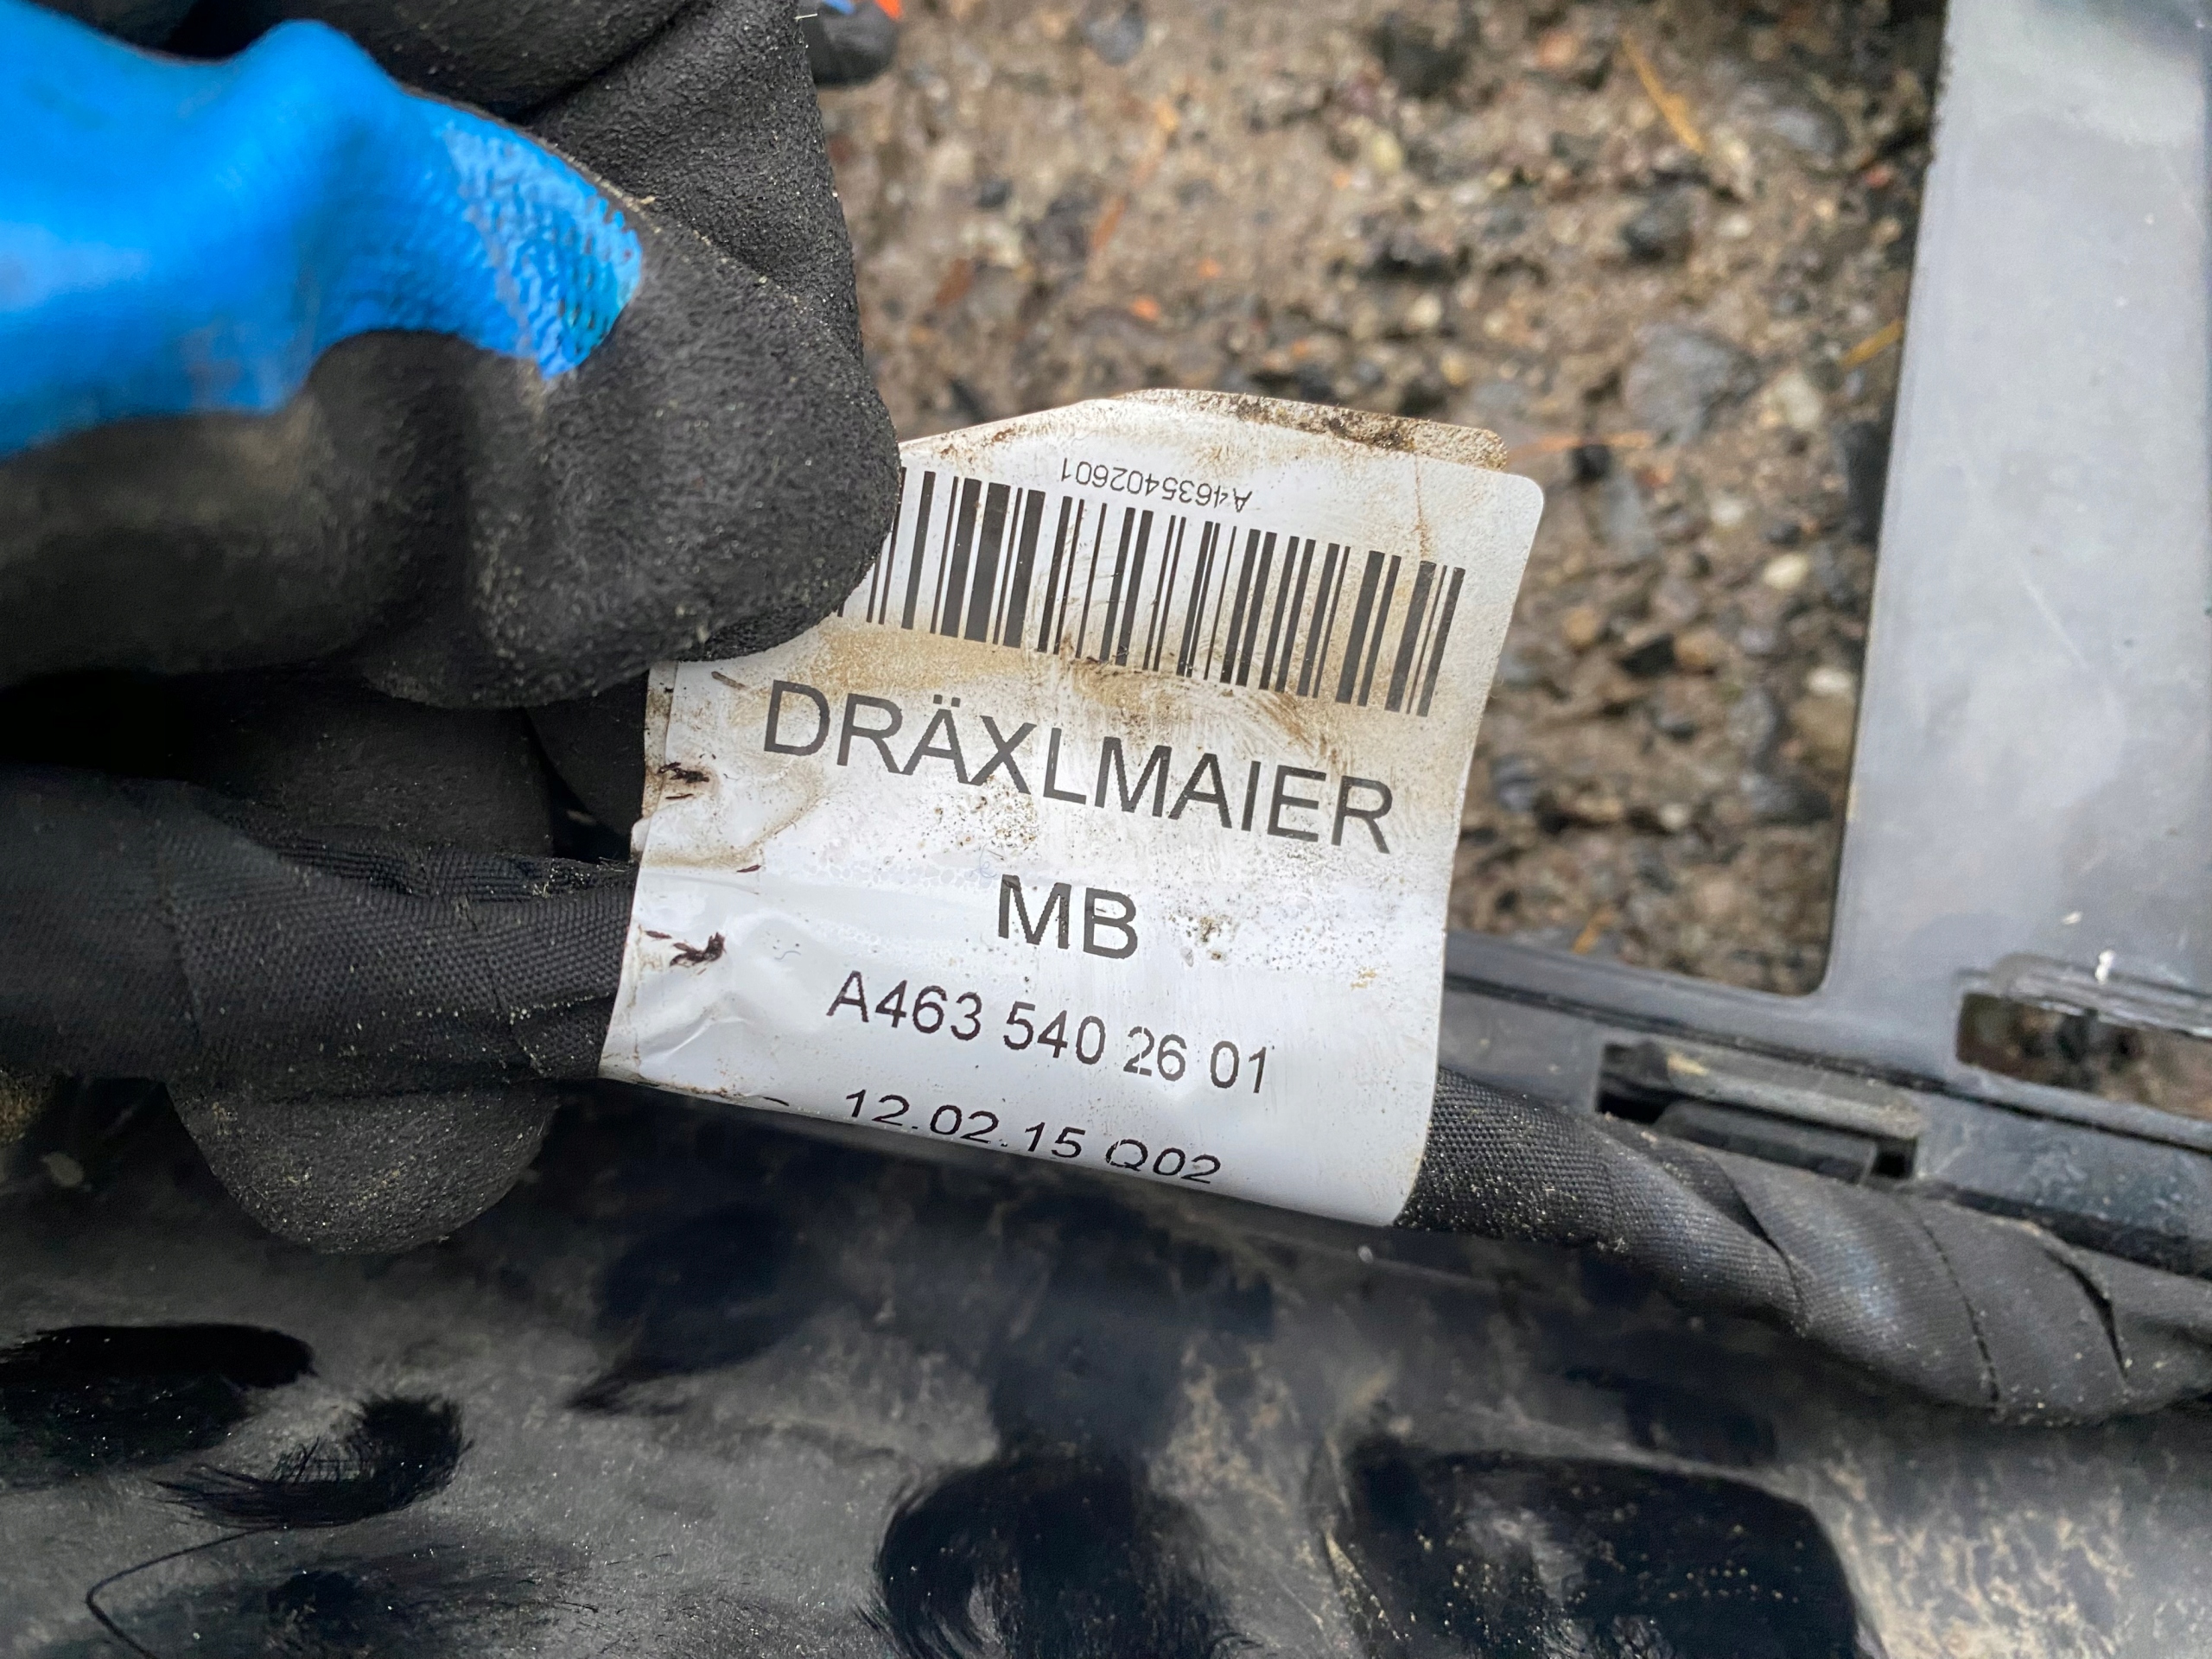 A4635402601
DRÄXLMAIER
MB
A463 540 26 01
12.02.15 Q02